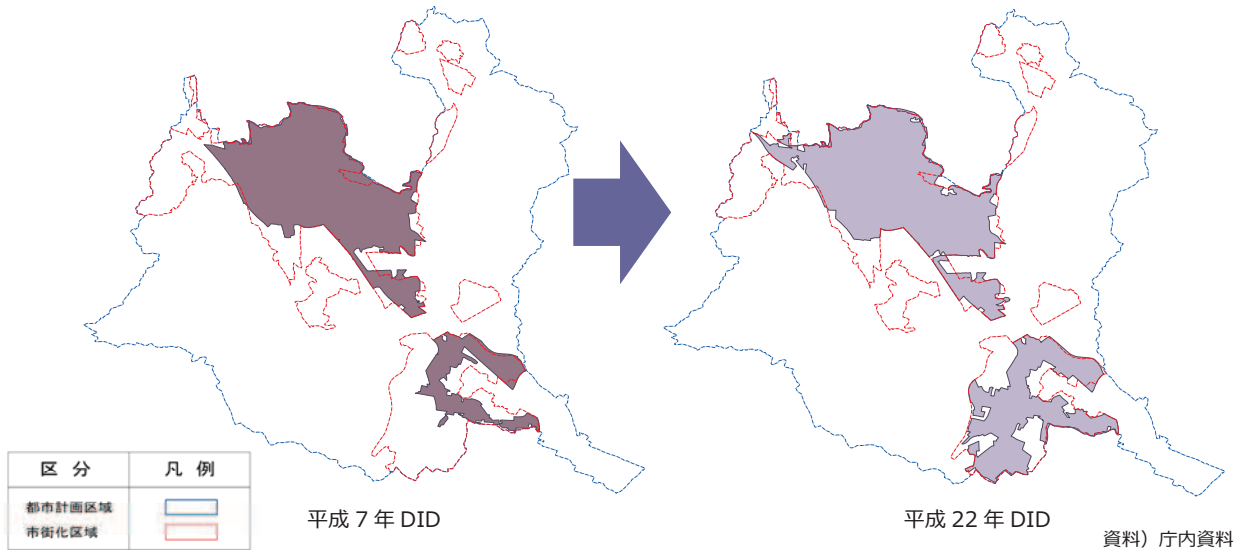 区 分 凡 例
都市計画区域
市街化区域
平成 7 年 DID
平成 22 年 DID
資料）庁内資料